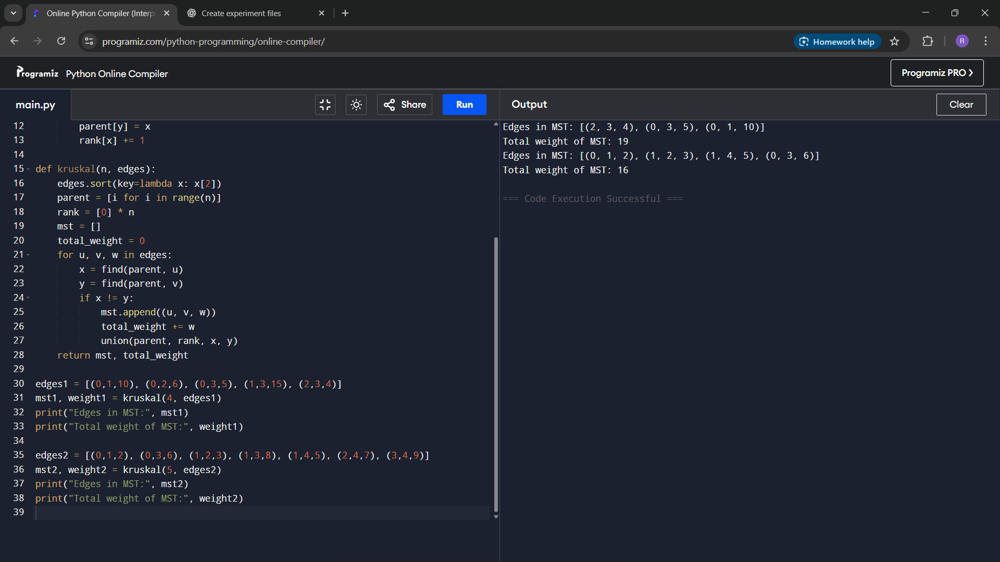 Online Python Compiler (Interp
Create experiment files
programiz.com/python-programming/online-compiler/
Homework help
R
Programiz Python Online Compiler
Programiz PRO ❯
main.py
Share
Run
Output
Clear
12 parent[y] = x
13 rank[x] += 1
14
15 def kruskal(n, edges):
16 edges.sort(key=lambda x: x[2])
17 parent = [i for i in range(n)]
18 rank = [0] * n
19 mst = []
20 total_weight = 0
21 for u, v, w in edges:
22 x = find(parent, u)
23 y = find(parent, v)
24 if x != y:
25 mst.append((u, v, w))
26 total_weight += w
27 union(parent, rank, x, y)
28 return mst, total_weight
29
30 edges1 = [(0,1,10), (0,2,6), (0,3,5), (1,3,15), (2,3,4)]
31 mst1, weight1 = kruskal(4, edges1)
32 print("Edges in MST:", mst1)
33 print("Total weight of MST:", weight1)
34
35 edges2 = [(0,1,2), (0,3,6), (1,2,3), (1,3,8), (1,4,5), (2,4,7), (3,4,9)]
36 mst2, weight2 = kruskal(5, edges2)
37 print("Edges in MST:", mst2)
38 print("Total weight of MST:", weight2)
39
Edges in MST: [(2, 3, 4), (0, 3, 5), (0, 1, 10)]
Total weight of MST: 19
Edges in MST: [(0, 1, 2), (1, 2, 3), (1, 4, 5), (0, 3, 6)]
Total weight of MST: 16
=== Code Execution Successful ===